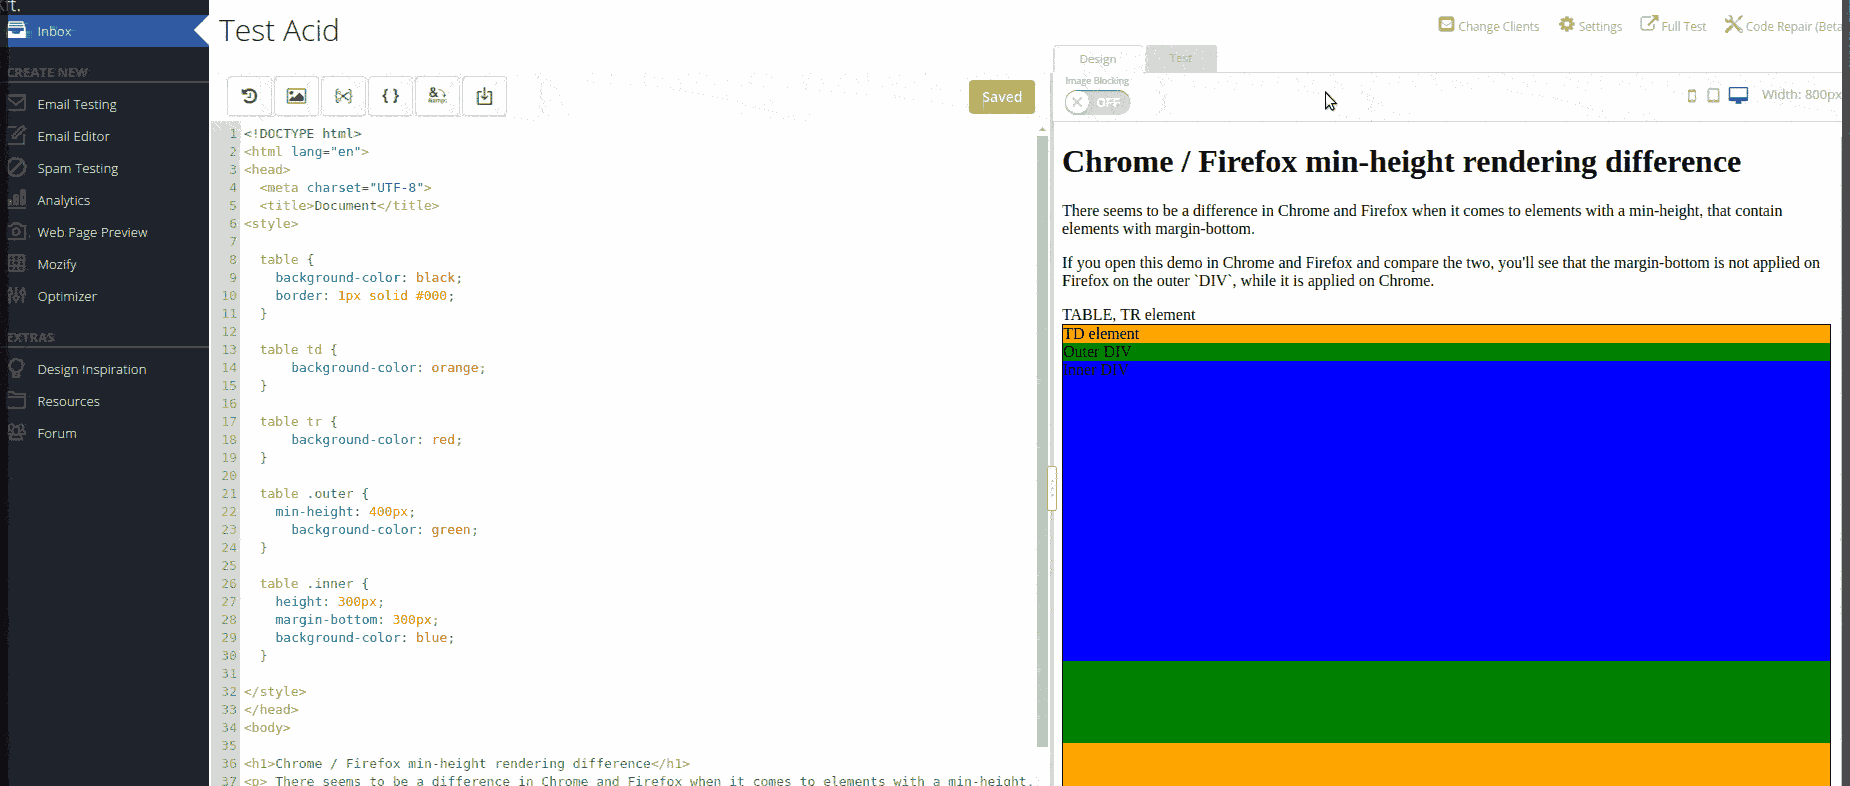 Inbox
CREATE NEW
Email Testing
Email Editor
Spam Testing
Analytics
Web Page Preview
Mozify
Optimizer
EXTRAS
Design Inspiration
Resources
Forum
Test Acid
Saved
Change Clients
Settings
Full Test
Code Repair (Beta
Design
Test
Image Blocking
OFF
Width: 800px
1 <!DOCTYPE html>
2 <html lang="en">
3 <head>
4 <meta charset="UTF-8">
5 <title>Document</title>
6 <style>
7
8 table {
9 background-color: black;
10 border: 1px solid #000;
11 }
12
13 table td {
14 background-color: orange;
15 }
16
17 table tr {
18 background-color: red;
19 }
20
21 table .outer {
22 min-height: 400px;
23 background-color: green;
24 }
25
26 table .inner {
27 height: 300px;
28 margin-bottom: 300px;
29 background-color: blue;
30 }
31
32 </style>
33 </head>
34 <body>
35
36 <h1>Chrome / Firefox min-height rendering difference</h1>
37 <p> There seems to be a difference in Chrome and Firefox when it comes to elements with a min-height,
Chrome / Firefox min-height rendering difference
There seems to be a difference in Chrome and Firefox when it comes to elements with a min-height, that contain
elements with margin-bottom.
If you open this demo in Chrome and Firefox and compare the two, you'll see that the margin-bottom is not applied on
Firefox on the outer `DIV`, while it is applied on Chrome.
TABLE, TR element
TD element
Outer DIV
Inner DIV